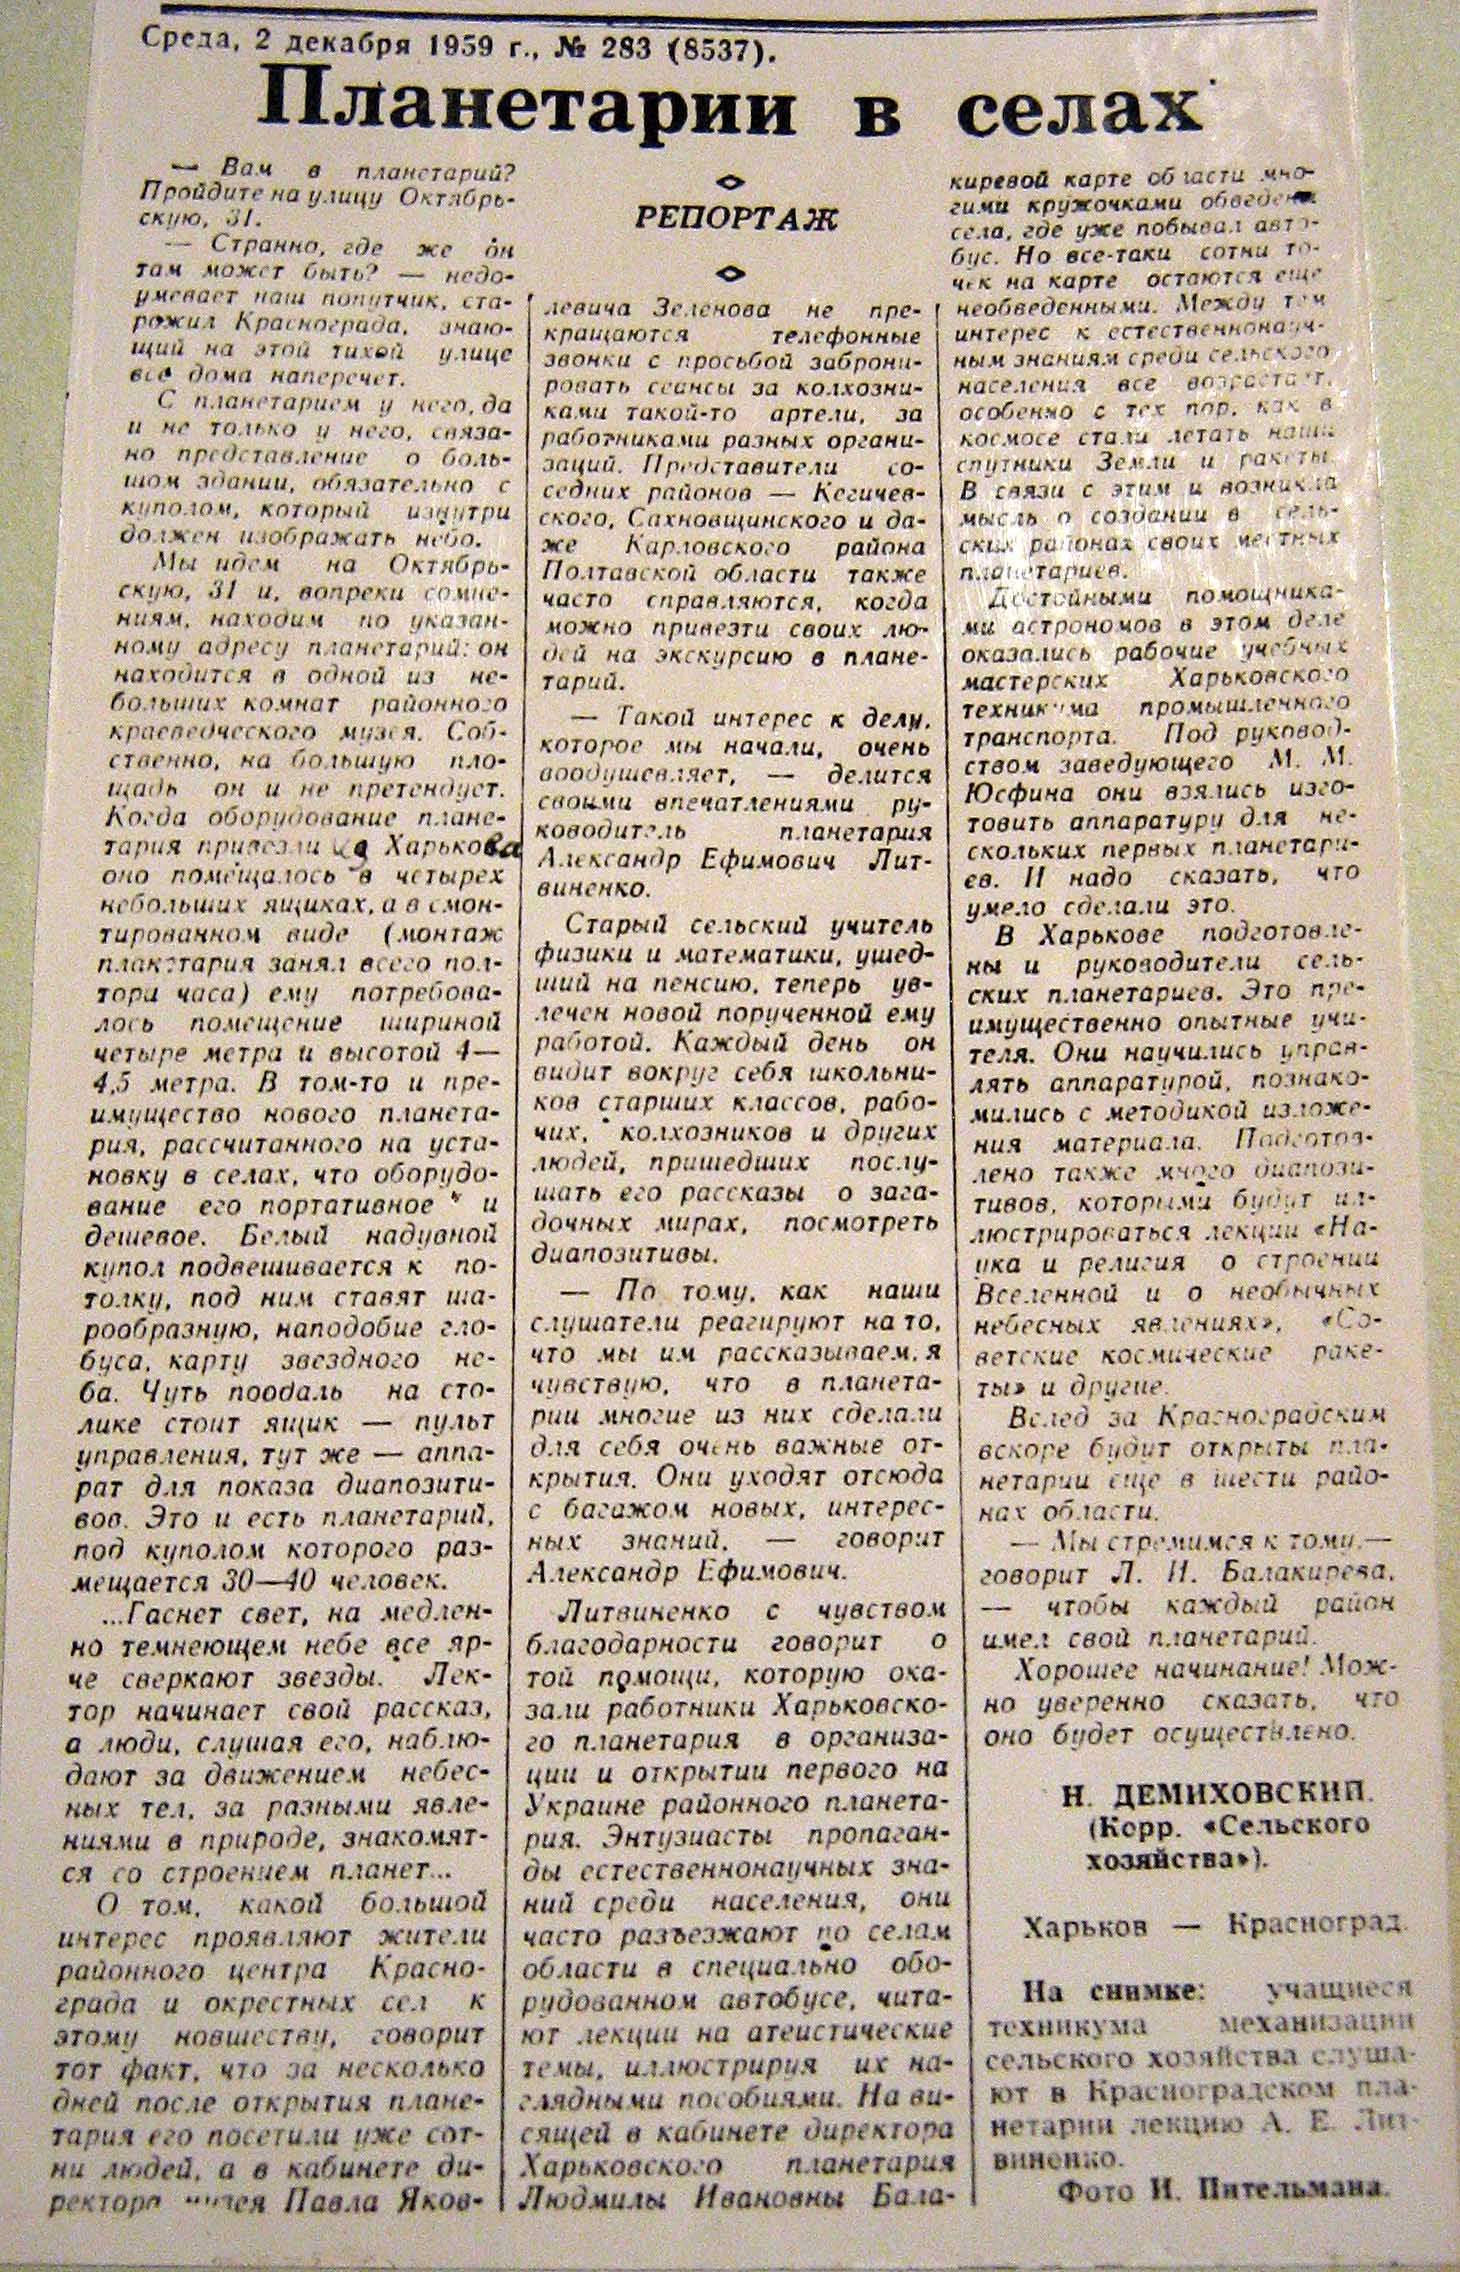 Среда, 2 декабря 1959 г., № 283 (8537).
Планетарии в селах
— Вам в планетарий?
Пройдите на улицу Октябрь-
скую, 31.
— Странно, где же он
там может быть? — недо-
умевает наш попутчик, ста-
рожил Краснограда, знаю-
щий на этой тихой улице
все дома наперечет.
С планетарием у него, да
и не только у него, связа-
но представление о боль-
шом здании, обязательно с
куполом, который изнутри
должен изображать небо.
Мы идем на Октябрь-
скую, 31 и, вопреки сомне-
ниям, находим по указан-
ному адресу планетарий: он
находится в одной из не-
больших комнат районного
краеведческого музея. Соб-
ственно, на большую пло-
щадь он и не претендует.
Когда оборудование плане-
тария привезли из Харькова
оно помещалось в четырех
небольших ящиках, а в смон-
тированном виде (монтаж
планетария занял всего пол-
тора часа) ему потребова-
лось помещение шириной
четыре метра и высотой 4—
4,5 метра. В том-то и пре-
имущество нового планета-
рия, рассчитанного на уста-
новку в селах, что оборудо-
вание его портативное и
дешевое. Белый надувной
купол подвешивается к по-
толку, под ним ставят ша-
рообразную, наподобие гло-
буса, карту звездного не-
ба. Чуть поодаль на сто-
лике стоит ящик — пульт
управления, тут же — аппа-
рат для показа диапозити-
вов. Это и есть планетарий,
под куполом которого раз-
мещается 30—40 человек.
...Гаснет свет, на медлен-
но темнеющем небе все яр-
че сверкают звезды. Лек-
тор начинает свой рассказ,
а люди, слушая его, наблю-
дают за движением небес-
ных тел, за разными явле-
ниями в природе, знакомят-
ся со строением планет...
О том, какой большой
интерес проявляют жители
районного центра Красно-
града и окрестных сел к
этому новшеству, говорит
тот факт, что за несколько
дней после открытия плане-
тария его посетили уже сот-
ни людей, а в кабинете ди-
ректора музея Павла Яков-
РЕПОРТАЖ
левича Зеленова не пре-
кращаются телефонные
звонки с просьбой заброни-
ровать сеансы за колхозни-
ками такой-то артели, за
работниками разных органи-
заций. Представители со-
седних районов — Кегичев-
ского, Сахновщинского и да-
же Карловского района
Полтавской области также
часто справляются, когда
можно привезти своих лю-
дей на экскурсию в плане-
тарий.
— Такой интерес к делу,
которое мы начали, очень
воодушевляет, — делится
своими впечатлениями ру-
ководитель планетария
Александр Ефимович Лит-
виненко.
Старый сельский учитель
физики и математики, ушед-
ший на пенсию, теперь ув-
лечен новой порученной ему
работой. Каждый день он
видит вокруг себя школьни-
ков старших классов, рабо-
чих, колхозников и других
людей, пришедших послу-
шать его рассказы о зага-
дочных мирах, посмотреть
диапозитивы.
— По тому, как наши
слушатели реагируют на то,
что мы им рассказываем, я
чувствую, что в планета-
рии многие из них сделали
для себя очень важные от-
крытия. Они уходят отсюда
с багажом новых, интерес-
ных знаний, — говорит
Александр Ефимович.
Литвиненко с чувством
благодарности говорит о
той помощи, которую ока-
зали работники Харьковско-
го планетария в организа-
ции и открытии первого на
Украине районного планета-
рия. Энтузиасты пропаган-
ды естественнонаучных зна-
ний среди населения, они
часто разъезжают по селам
области в специально обо-
рудованном автобусе, чита-
ют лекции на атеистические
темы, иллюстрируя их на-
глядными пособиями. На ви-
сящей в кабинете директора
Харьковского планетария
Людмилы Ивановны Бала-
киревой карте области мно-
гими кружочками обведены
села, где уже побывал авто-
бус. Но все-таки сотни то-
чек на карте остаются еще
необведенными. Между тем
интерес к естественнонауч-
ным знаниям среди сельского
населения все возрастает,
особенно с тех пор, как в
космосе стали летать наши
спутники Земли и ракеты.
В связи с этим и возникла
мысль о создании в сель-
ских районах своих местных
планетариев.
Достойными помощника-
ми астрономов в этом деле
оказались рабочие учебных
мастерских Харьковского
техникума промышленного
транспорта. Под руковод-
ством заведующего М. М.
Юсфина они взялись изго-
товить аппаратуру для не-
скольких первых планетари-
ев. И надо сказать, что
умело сделали это.
В Харькове подготовле-
ны и руководители сель-
ских планетариев. Это пре-
имущественно опытные учи-
теля. Они научились управ-
лять аппаратурой, познако-
мились с методикой изложе-
ния материала. Подготов-
лено также много диапози-
тивов, которыми будут ил-
люстрироваться лекции «На-
ука и религия о строении
Вселенной и о необычных
небесных явлениях», «Со-
ветские космические раке-
ты» и другие.
Вслед за Красноградским
вскоре будут открыты пла-
нетарии еще в шести райо-
нах области.
— Мы стремимся к тому, —
говорит Л. И. Балакирева,
— чтобы каждый район
имел свой планетарий.
Хорошее начинание! Мож-
но уверенно сказать, что
оно будет осуществлено.
Н. ДЕМИХОВСКИЙ.
(Корр. «Сельского
хозяйства»).
Харьков — Красноград.
На снимке: учащиеся
техникума механизации
сельского хозяйства слуша-
ют в Красноградском пла-
нетарии лекцию А. Е. Лит-
виненко.
Фото И. Пительмана.